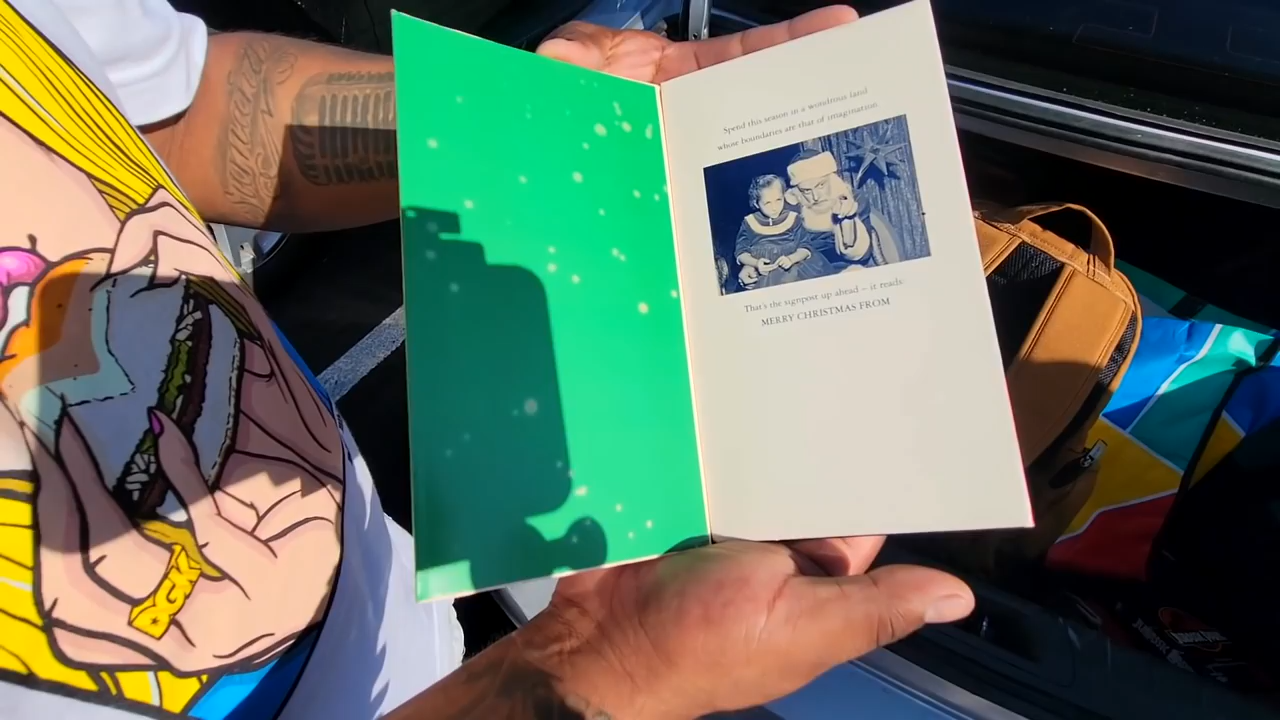 Spend this season in a wondrous land
whose boundaries are that of imagination
That's the signpost up ahead – it reads:
MERRY CHRISTMAS FROM
DGK